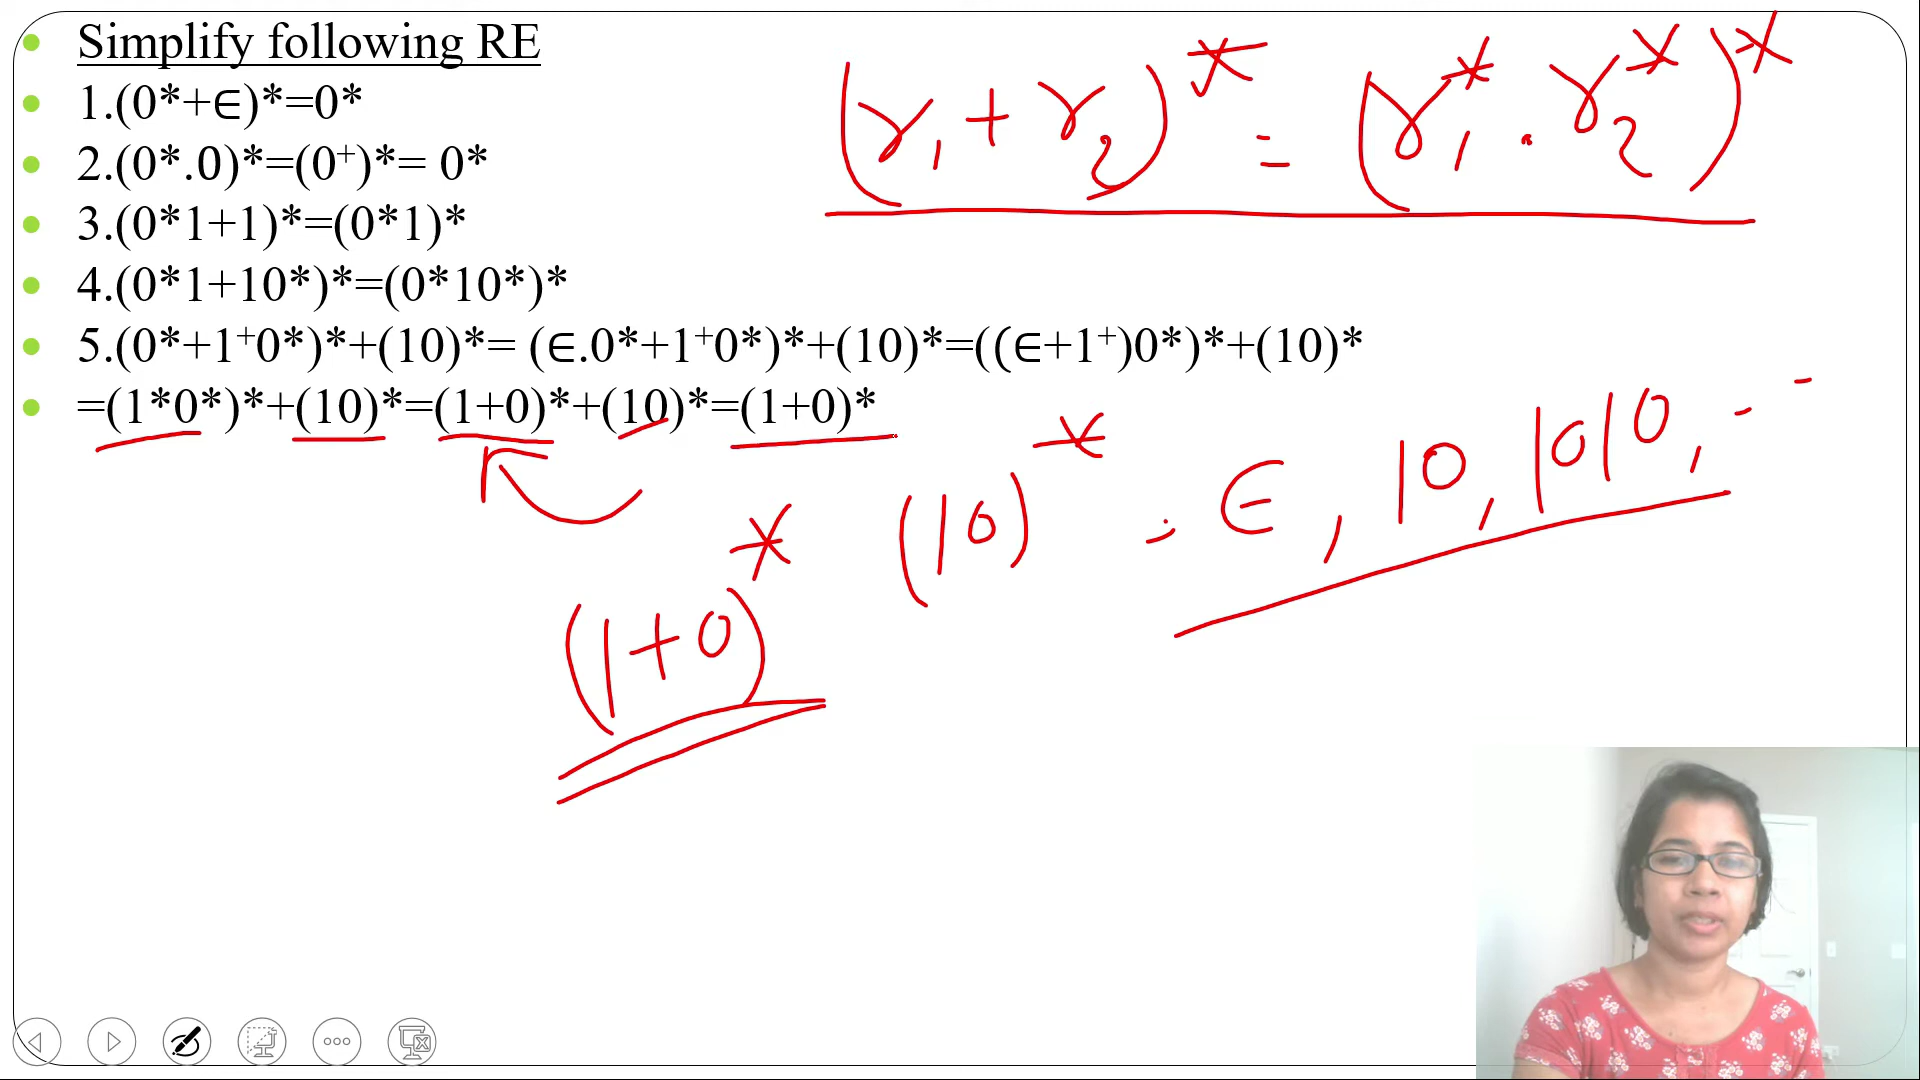 Simplify following RE
1.(0*+∈)*=0*
2.(0*.0)*=(0⁺)*= 0*
3.(0*1+1)*=(0*1)*
4.(0*1+10*)*=(0*10*)*
5.(0*+1⁺0*)*+(10)*= (∈.0*+1⁺0*)*+(10)*=((∈+1⁺)0*)*+(10)*
=(1*0*)*+(10)*=(1+0)*+(10)*=(1+0)*
(r₁ + r₂)* = (r₁* . r₂*)*
(10)* = ∈, 10, 1010, - -
(1+0)*